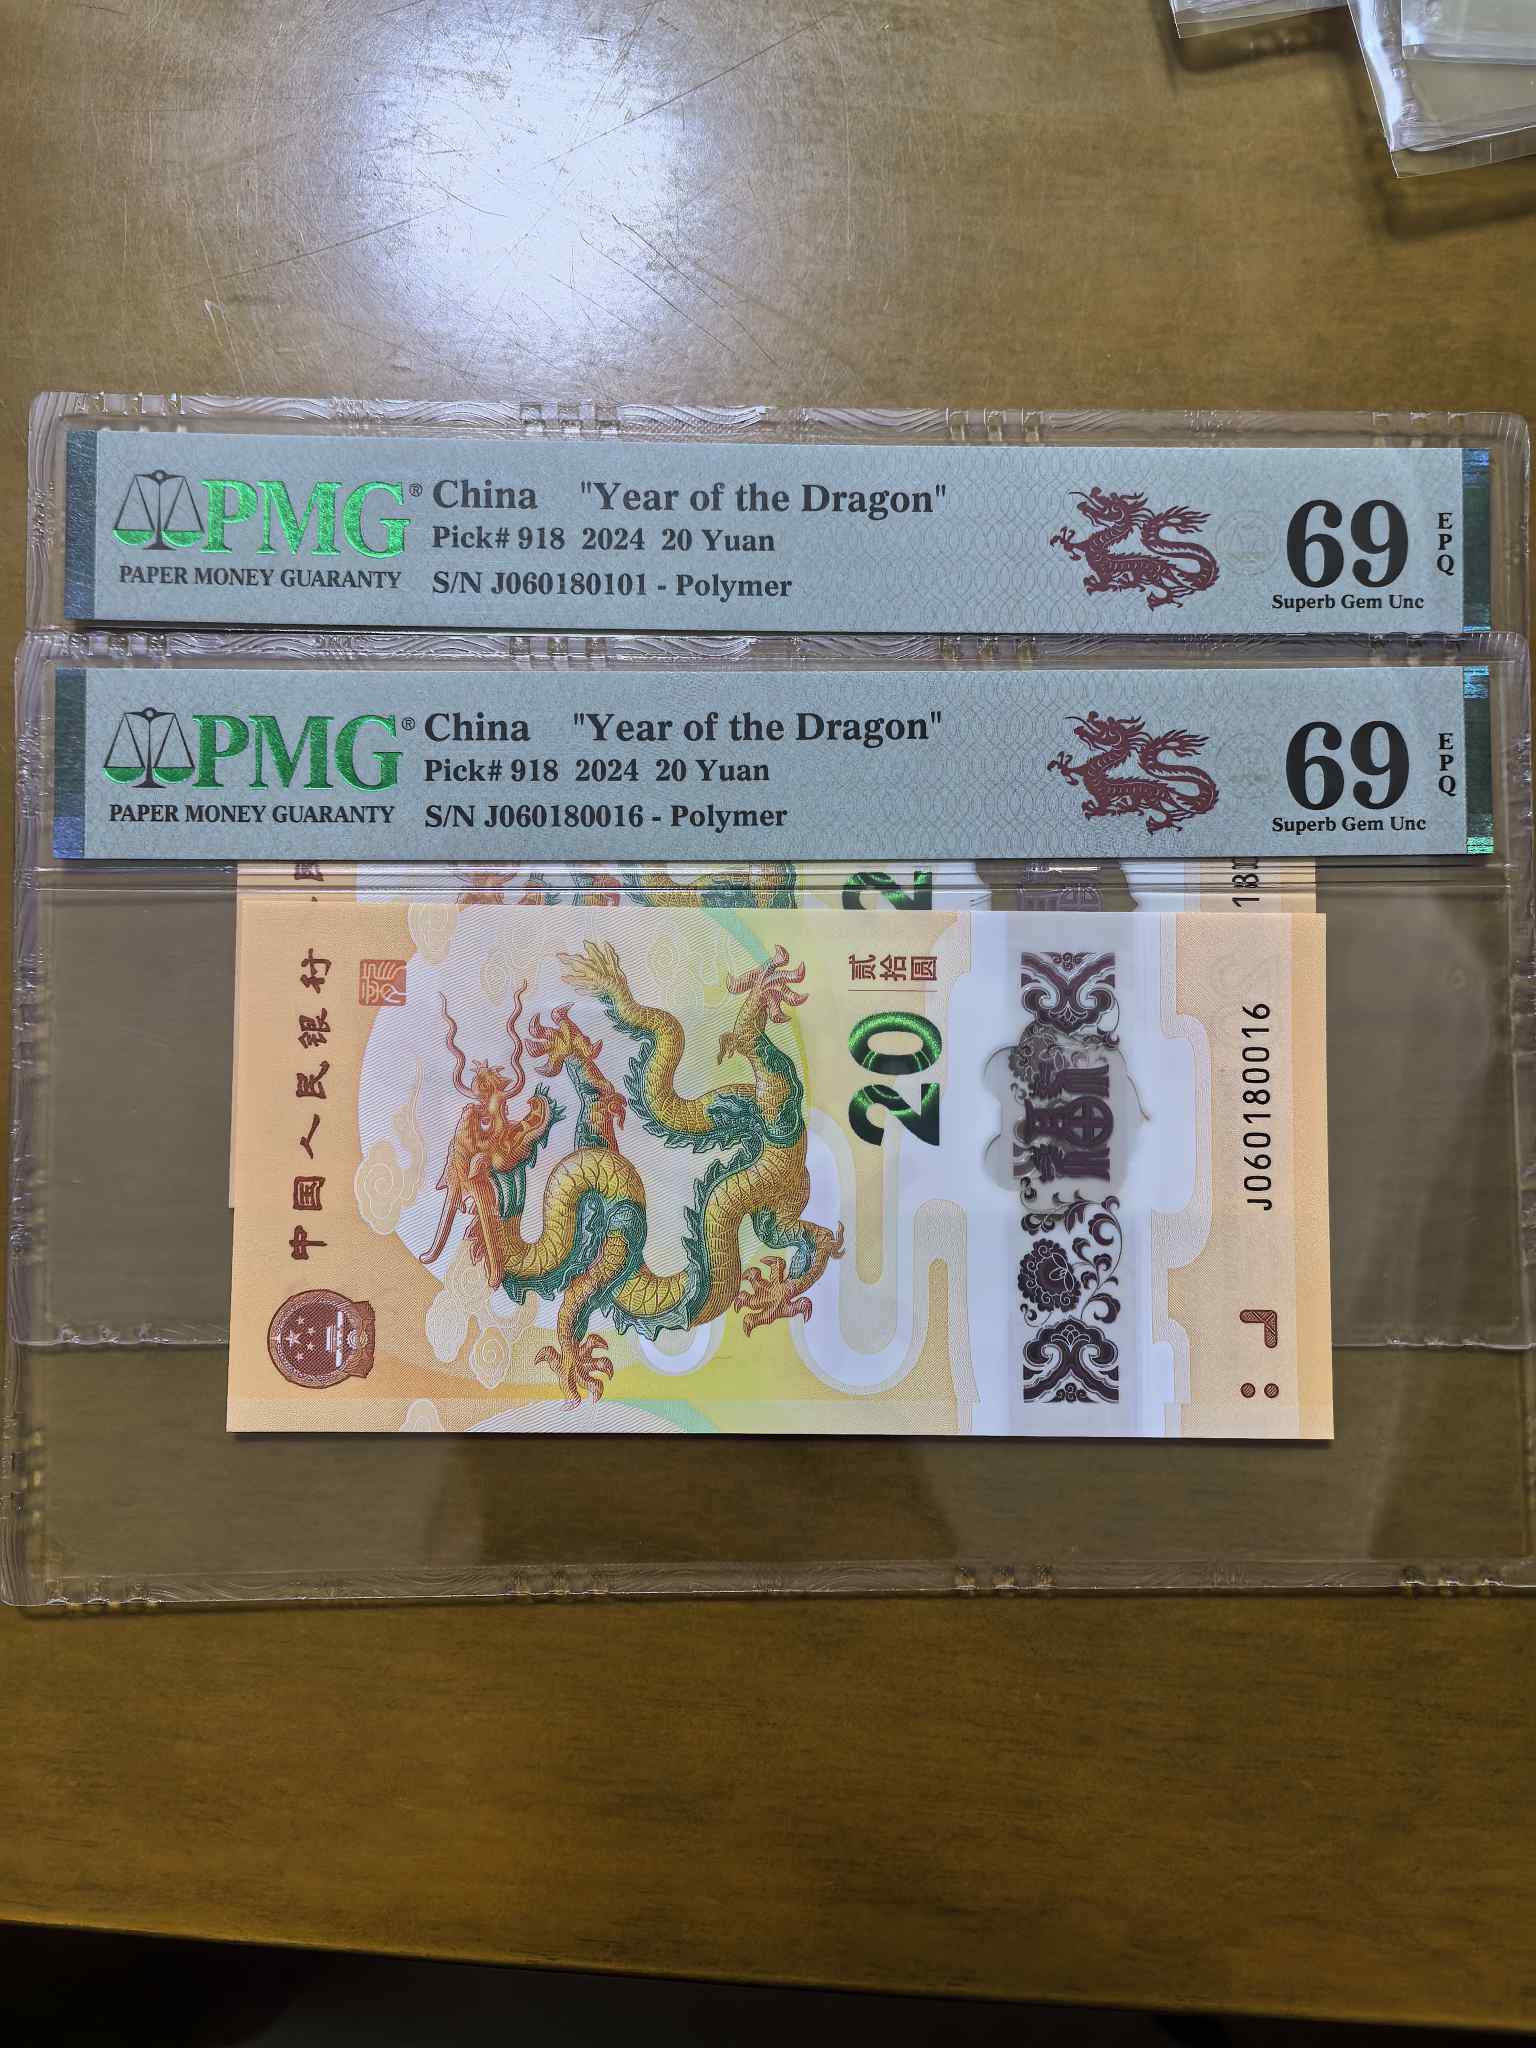 PMG® China "Year of the Dragon"
PAPER MONEY GUARANTY
Pick# 918 2024 20 Yuan
S/N J060180101 - Polymer
69
EPQ
Superb Gem Unc
PMG® China "Year of the Dragon"
PAPER MONEY GUARANTY
Pick# 918 2024 20 Yuan
S/N J060180016 - Polymer
69
EPQ
Superb Gem Unc
中国人民银行
贰拾圆
20
福
J060180016